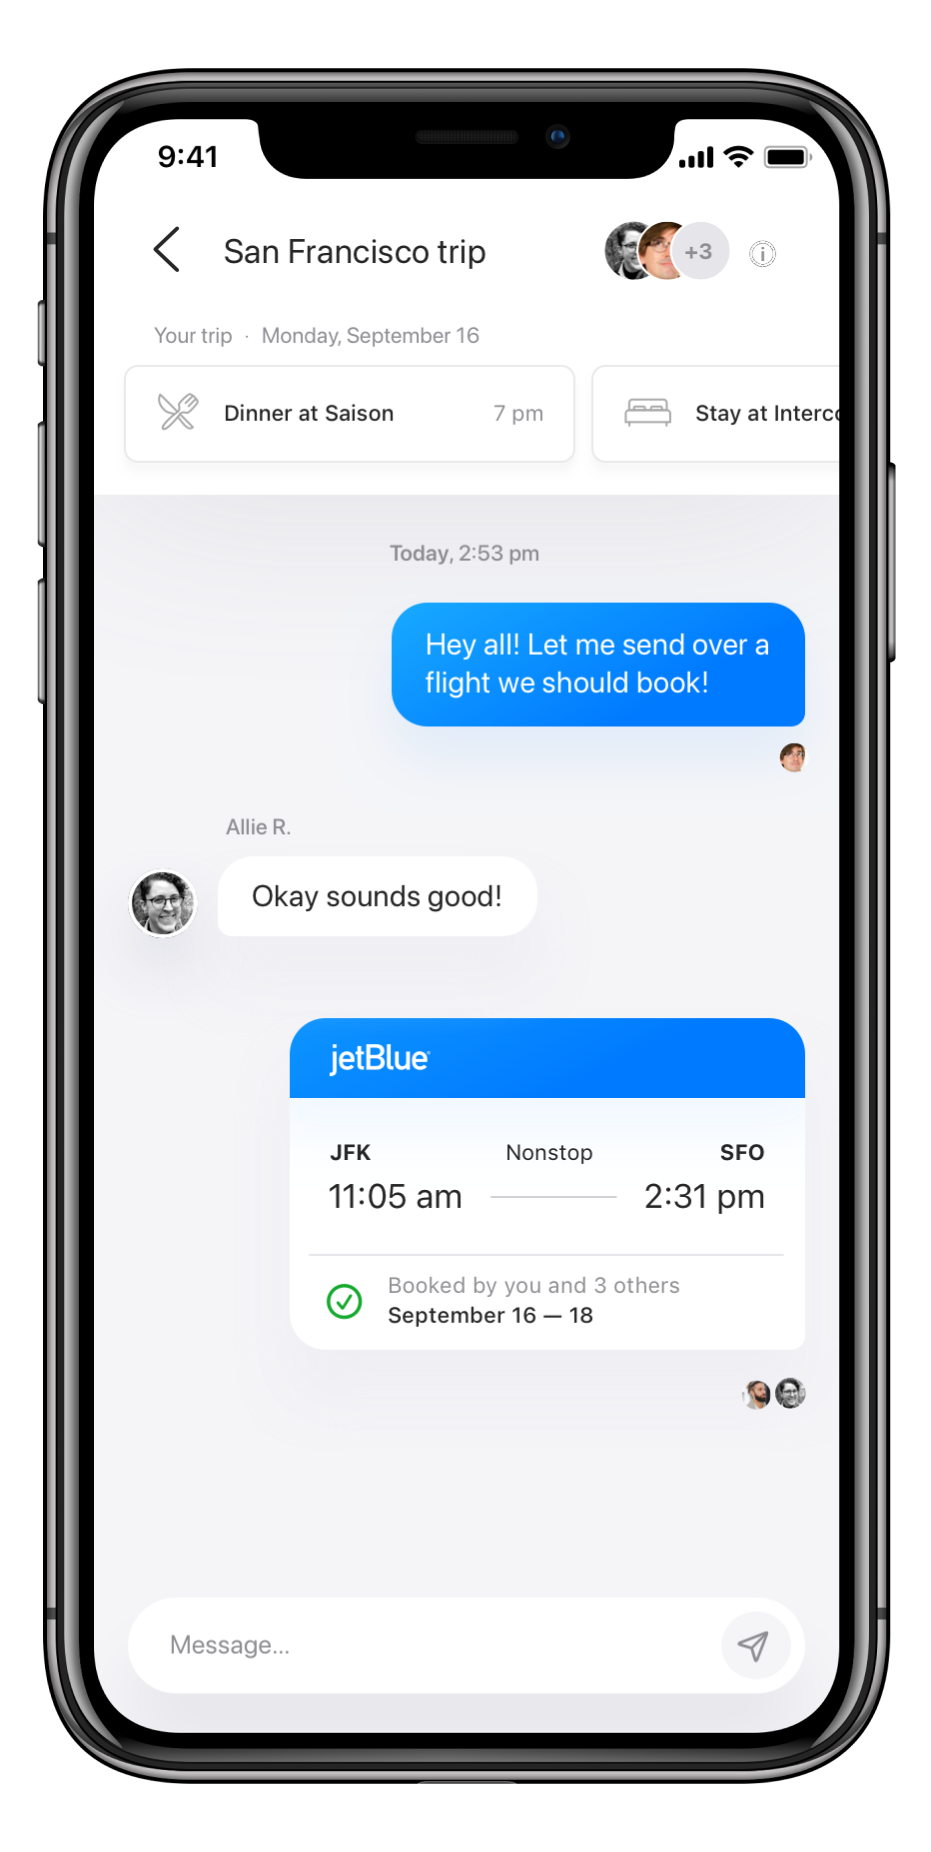 9:41
San Francisco trip
+3
Your trip · Monday, September 16
Dinner at Saison 7 pm
Stay at Interco
Today, 2:53 pm
Hey all! Let me send over a
flight we should book!
Allie R.
Okay sounds good!
jetBlue
JFK Nonstop SFO
11:05 am 2:31 pm
Booked by you and 3 others
September 16 — 18
Message...